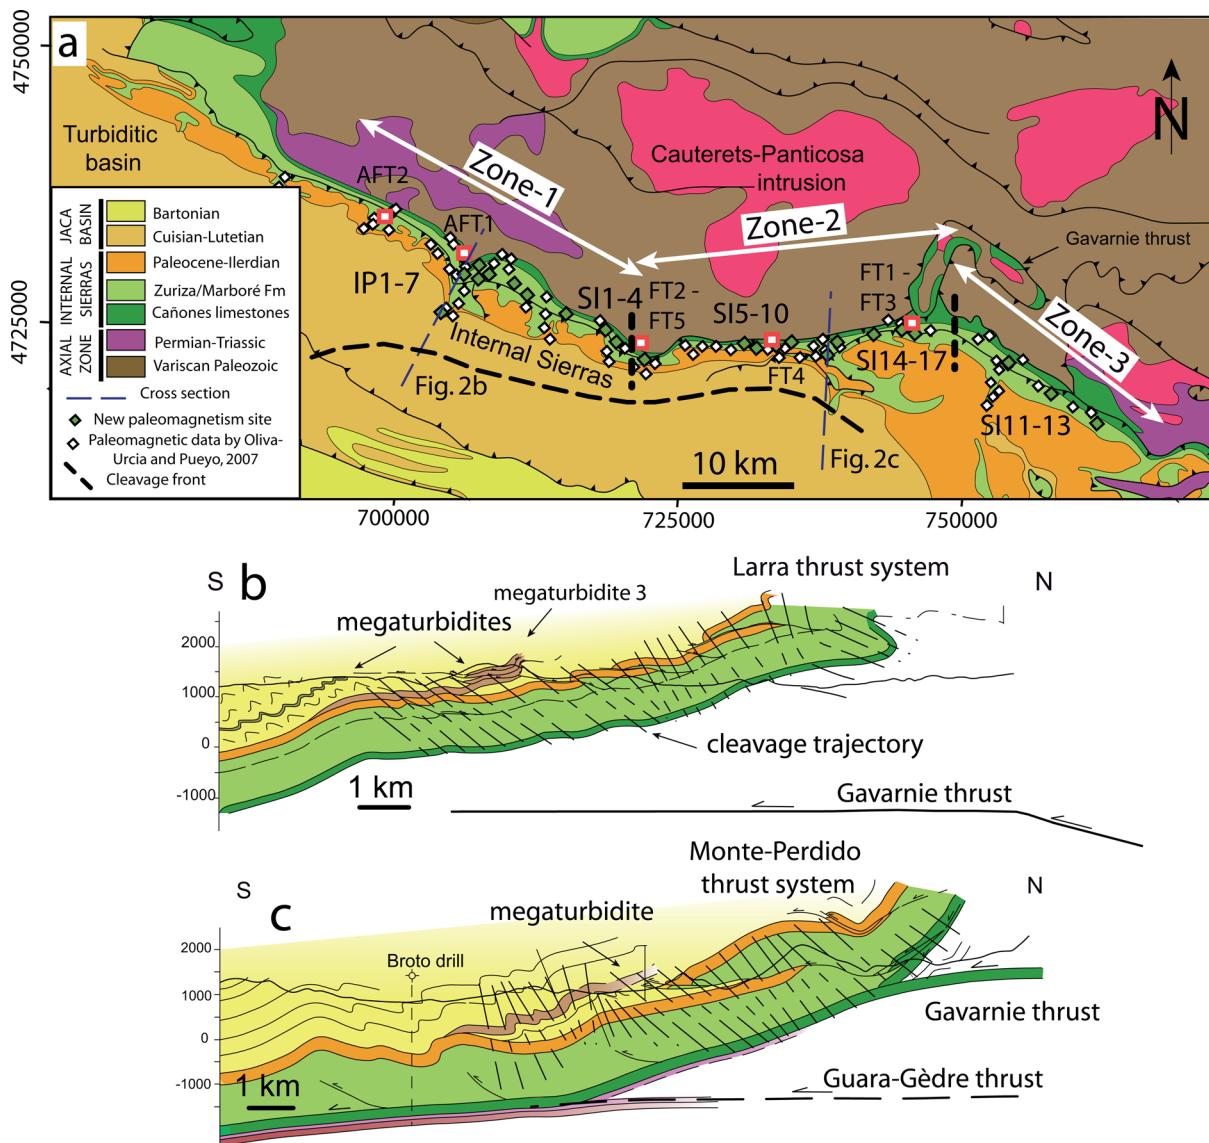 a
4750000
4725000
N
Turbiditic
basin
Zone-1
AFT2
AFT1
Cauterets-Panticosa
intrusion
Zone-2
Gavarnie thrust
FT1 -
FT3
IP1-7
SI1-4
FT2 -
FT5
SI5-10
FT4
SI14-17
Zone-3
SI11-13
Internal Sierras
Fig. 2b
Fig. 2c
10 km
JACA
BASIN
INTERNAL
SIERRAS
AXIAL
ZONE
Bartonian
Cuisian-Lutetian
Paleocene-Ilerdian
Zuriza/Marboré Fm
Cañones limestones
Permian-Triassic
Variscan Paleozoic
Cross section
New paleomagnetism site
Paleomagnetic data by Oliva-
Urcia and Pueyo, 2007
Cleavage front
700000
725000
750000
S
b
N
Larra thrust system
megaturbidite 3
megaturbidites
2000
1000
0
-1000
cleavage trajectory
1 km
Gavarnie thrust
S
c
N
Monte-Perdido
thrust system
megaturbidite
Broto drill
2000
1000
0
-1000
1 km
Gavarnie thrust
Guara-Gèdre thrust